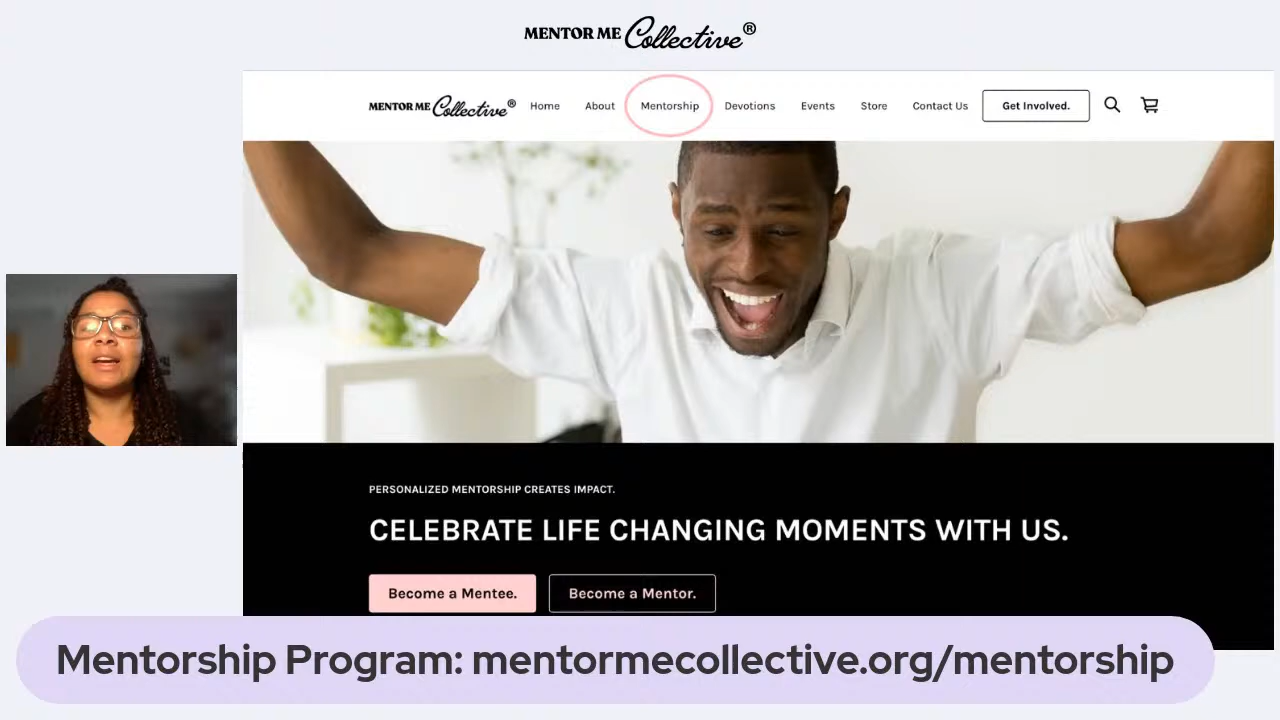 MENTOR ME Collective®
MENTOR ME Collective® Home About Mentorship Devotions Events Store Contact Us Get Involved.
PERSONALIZED MENTORSHIP CREATES IMPACT.
CELEBRATE LIFE CHANGING MOMENTS WITH US.
Become a Mentee. Become a Mentor.
Mentorship Program: mentormecollective.org/mentorship